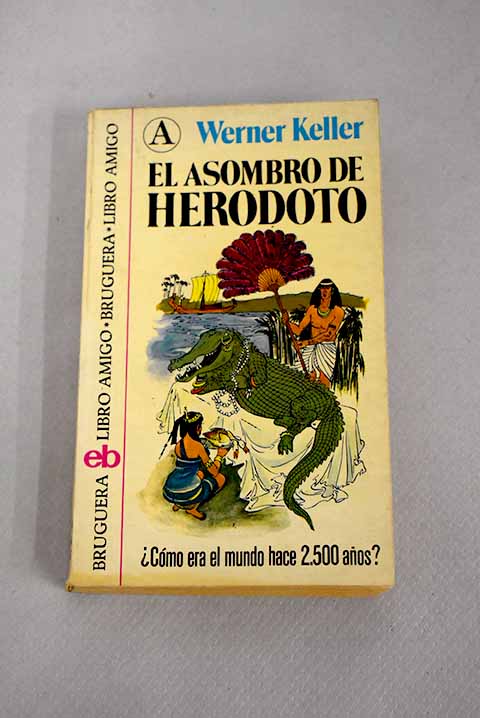 A
Werner Keller
EL ASOMBRO DE
HERODOTO
¿Cómo era el mundo hace 2.500 años?
BRUGUERA eb LIBRO AMIGO • BRUGUERA • LIBRO AMIGO